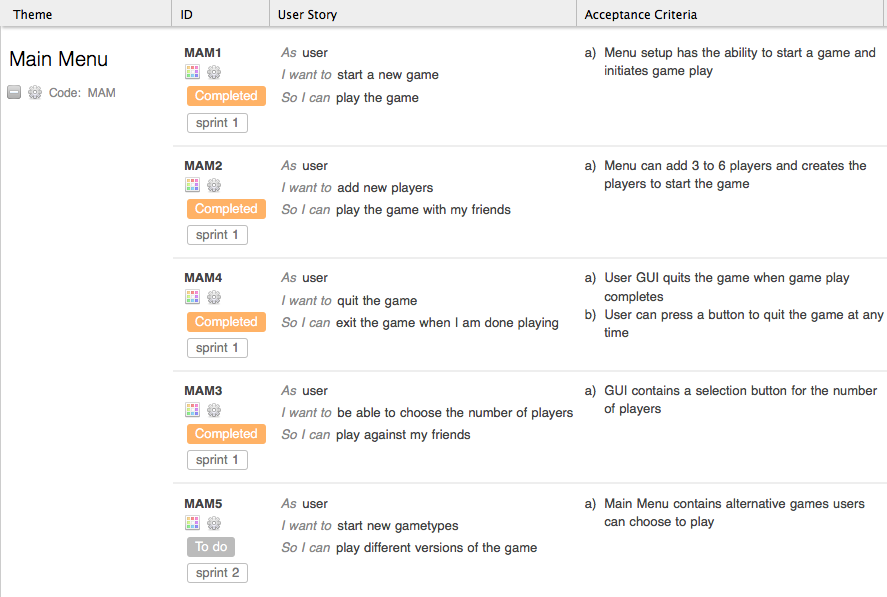 Theme ID User Story Acceptance Criteria
Main Menu
Code: MAM
MAM1
Completed
sprint 1
As user
I want to start a new game
So I can play the game
a) Menu setup has the ability to start a game and
initiates game play
MAM2
Completed
sprint 1
As user
I want to add new players
So I can play the game with my friends
a) Menu can add 3 to 6 players and creates the
players to start the game
MAM4
Completed
sprint 1
As user
I want to quit the game
So I can exit the game when I am done playing
a) User GUI quits the game when game play
completes
b) User can press a button to quit the game at any
time
MAM3
Completed
sprint 1
As user
I want to be able to choose the number of players
So I can play against my friends
a) GUI contains a selection button for the number
of players
MAM5
To do
sprint 2
As user
I want to start new gametypes
So I can play different versions of the game
a) Main Menu contains alternative games users
can choose to play